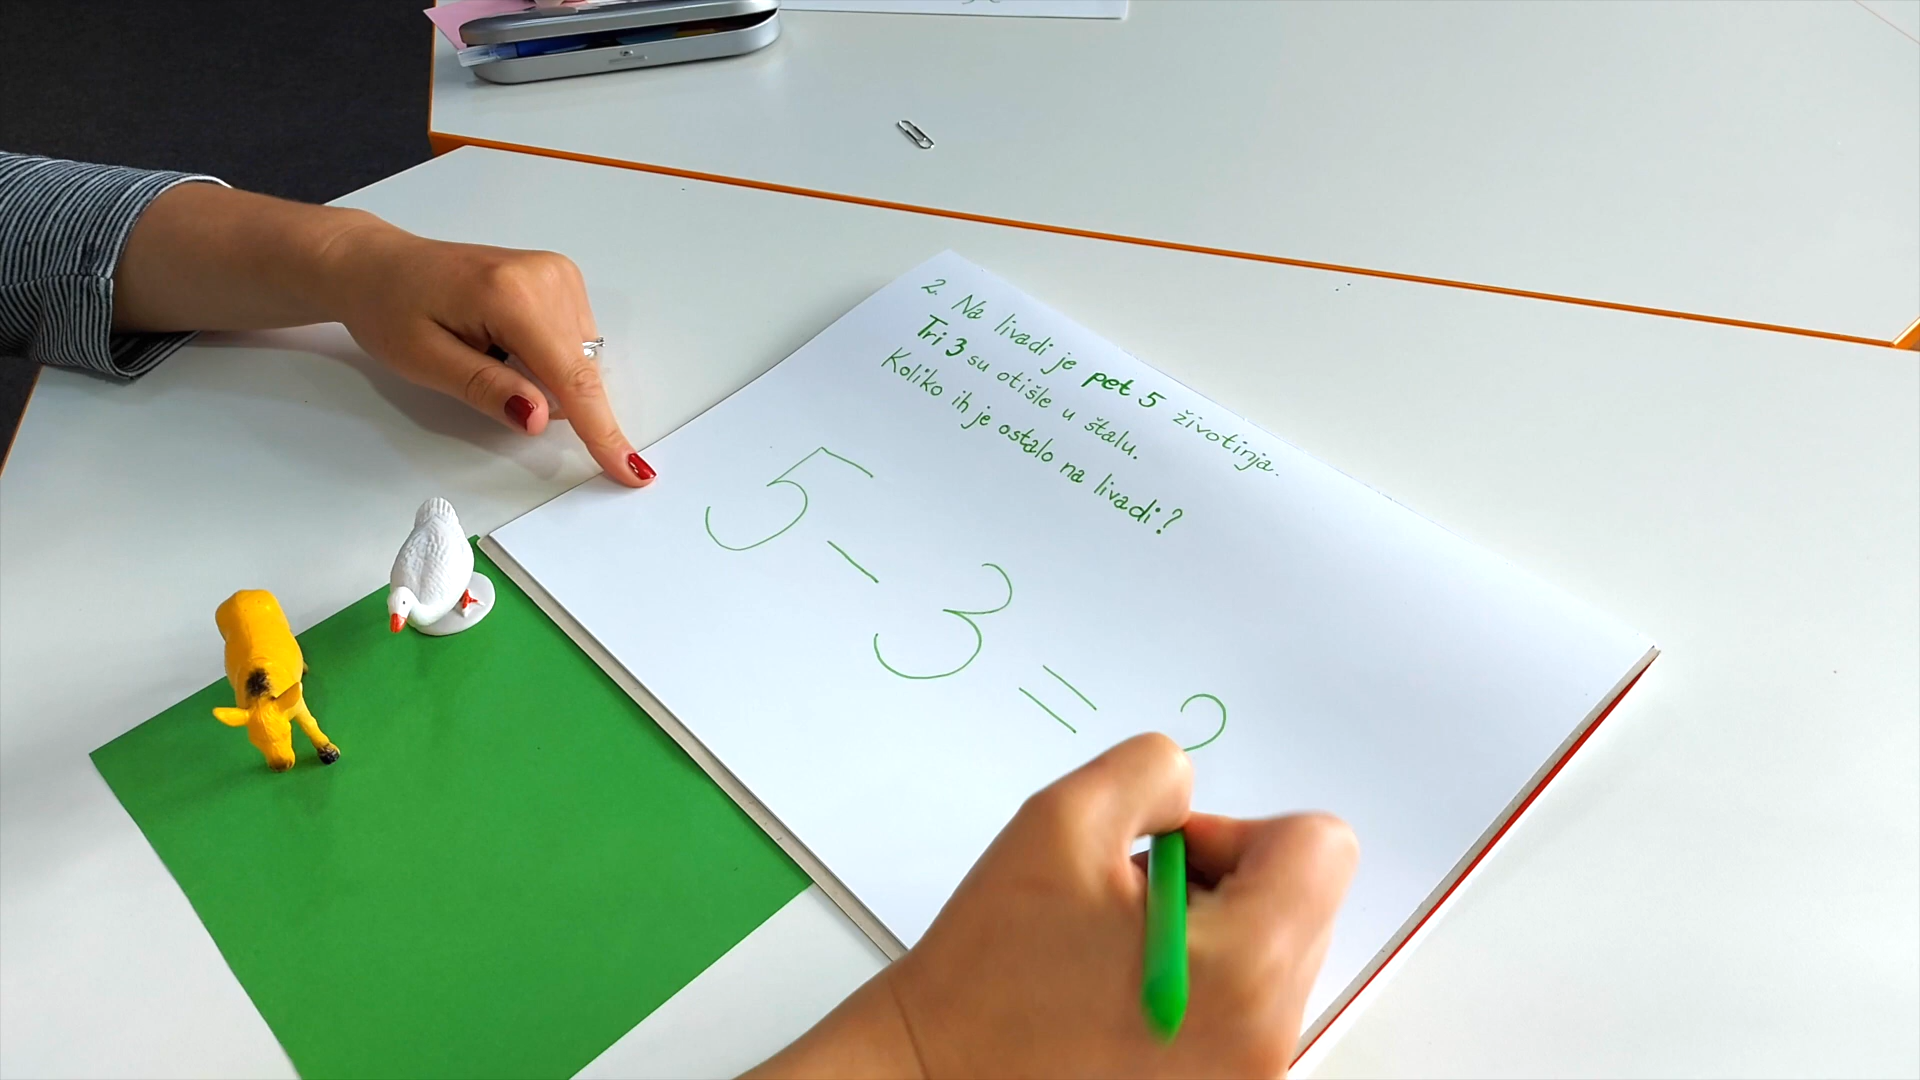 2. Na livadi je pet 5 životinja.
Tri 3 su otišle u štalu.
Koliko ih je ostalo na livadi?
5 - 3 = 2